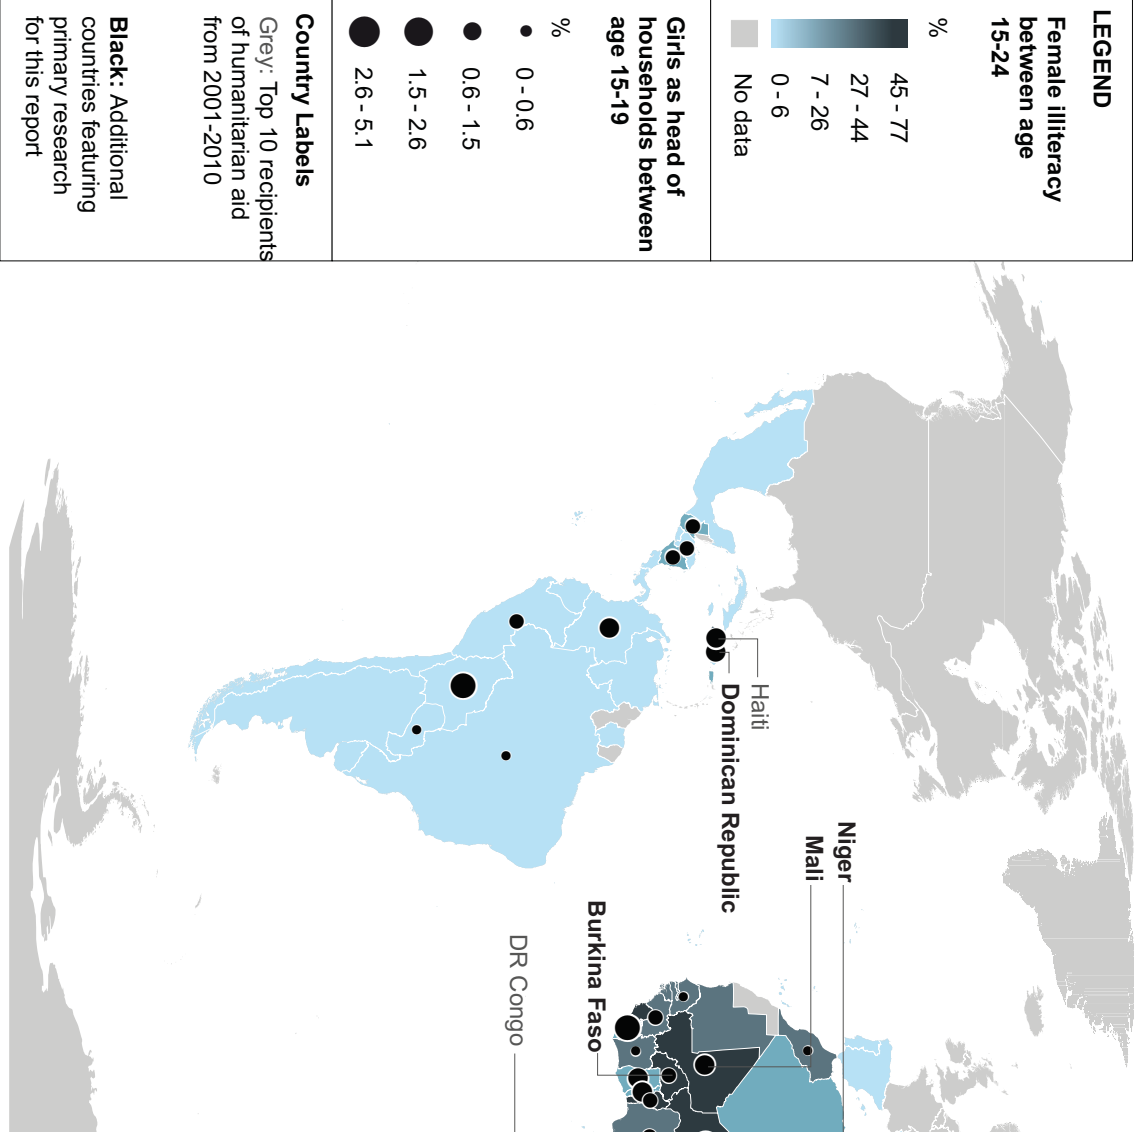 LEGEND
Female illiteracy
between age
15-24
%
45 - 77
27 - 44
7 - 26
0 - 6
No data
Girls as head of
households between
age 15-19
%
0 - 0.6
0.6 - 1.5
1.5 - 2.6
2.6 - 5.1
Country Labels
Grey: Top 10 recipients
of humanitarian aid
from 2001-2010
Black: Additional
countries featuring
primary research
for this report
Haiti
Dominican Republic
Niger
Mali
Burkina Faso
DR Congo